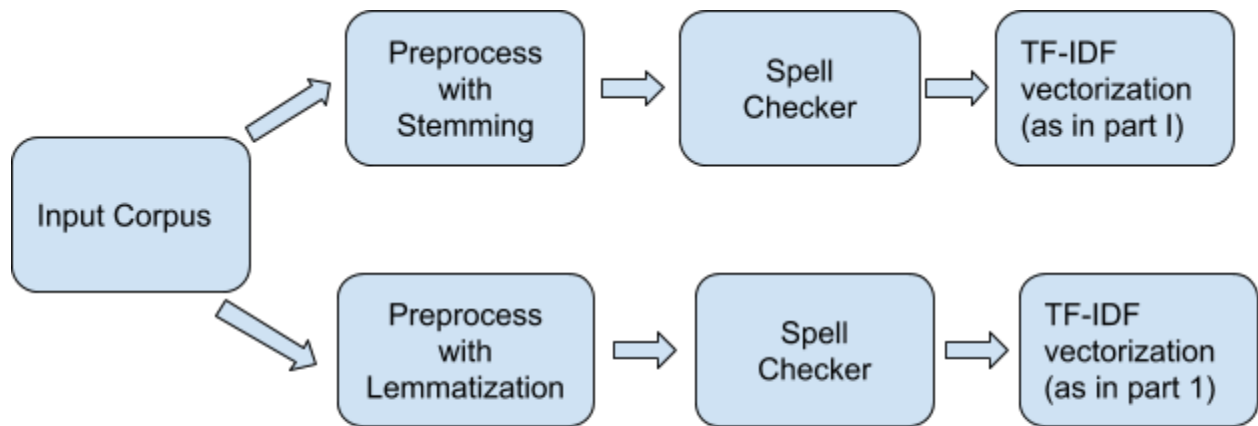 Input Corpus
Preprocess
with
Stemming
Spell
Checker
TF-IDF
vectorization
(as in part I)
Preprocess
with
Lemmatization
Spell
Checker
TF-IDF
vectorization
(as in part 1)